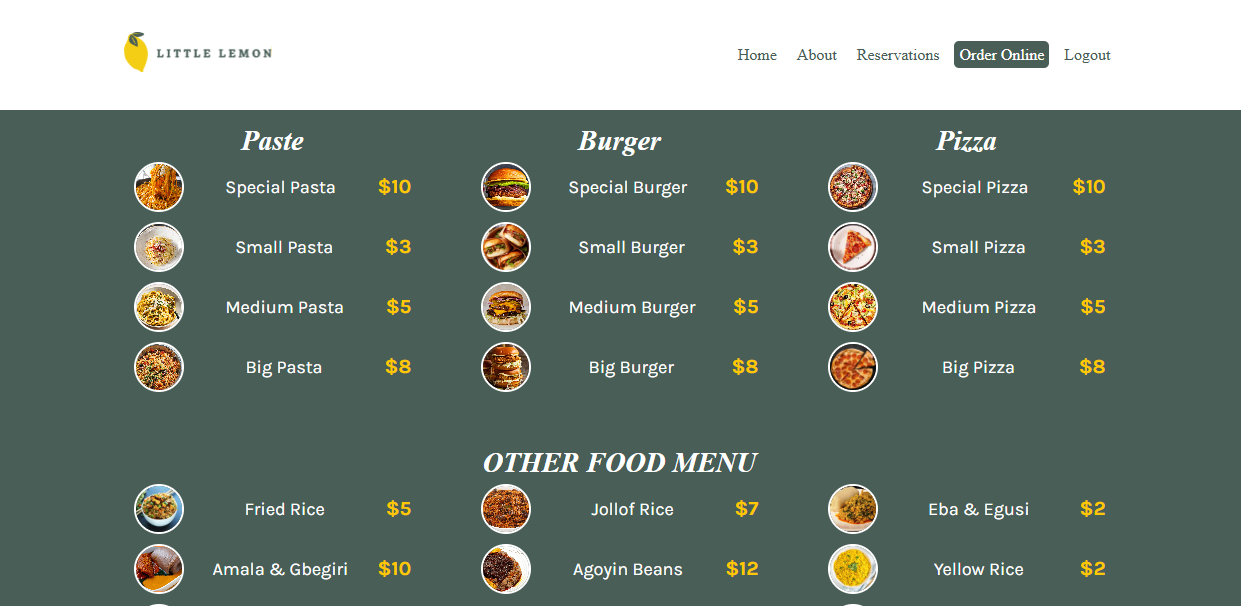 LITTLE LEMON
Home About Reservations Order Online Logout
Paste Burger Pizza
Special Pasta $10 Special Burger $10 Special Pizza $10
Small Pasta $3 Small Burger $3 Small Pizza $3
Medium Pasta $5 Medium Burger $5 Medium Pizza $5
Big Pasta $8 Big Burger $8 Big Pizza $8
OTHER FOOD MENU
Fried Rice $5 Jollof Rice $7 Eba & Egusi $2
Amala & Gbegiri $10 Agoyin Beans $12 Yellow Rice $2